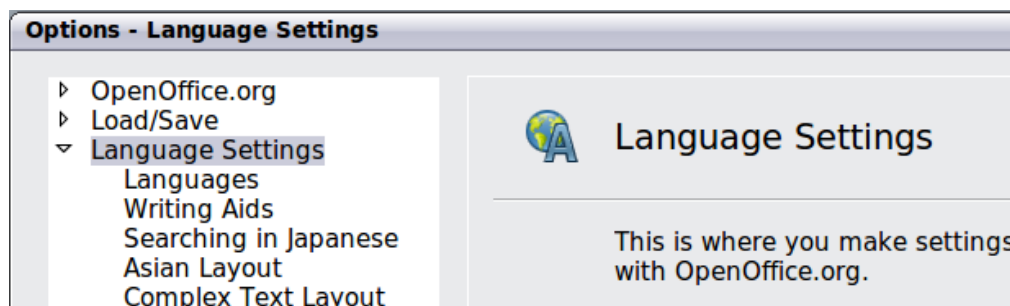 Options - Language Settings
OpenOffice.org
Load/Save
Language Settings
Languages
Writing Aids
Searching in Japanese
Asian Layout
Complex Text Layout
Language Settings
This is where you make settings
with OpenOffice.org.